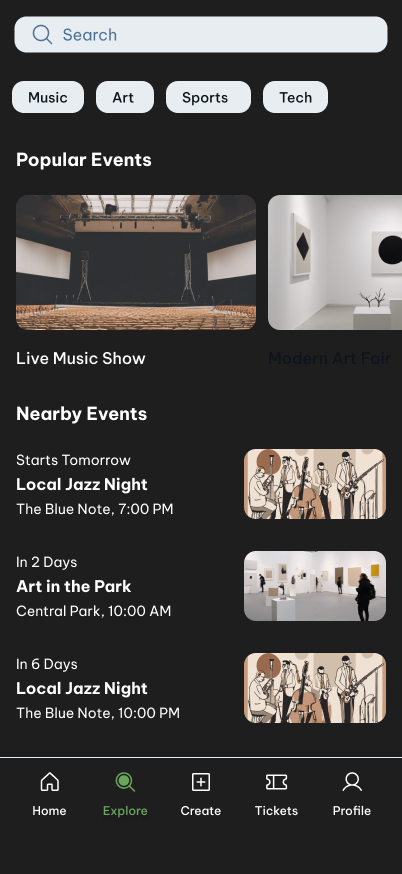 Search
Music Art Sports Tech
Popular Events
Live Music Show Modern Art Fair
Nearby Events
Starts Tomorrow
Local Jazz Night
The Blue Note, 7:00 PM
In 2 Days
Art in the Park
Central Park, 10:00 AM
In 6 Days
Local Jazz Night
The Blue Note, 10:00 PM
Home Explore Create Tickets Profile